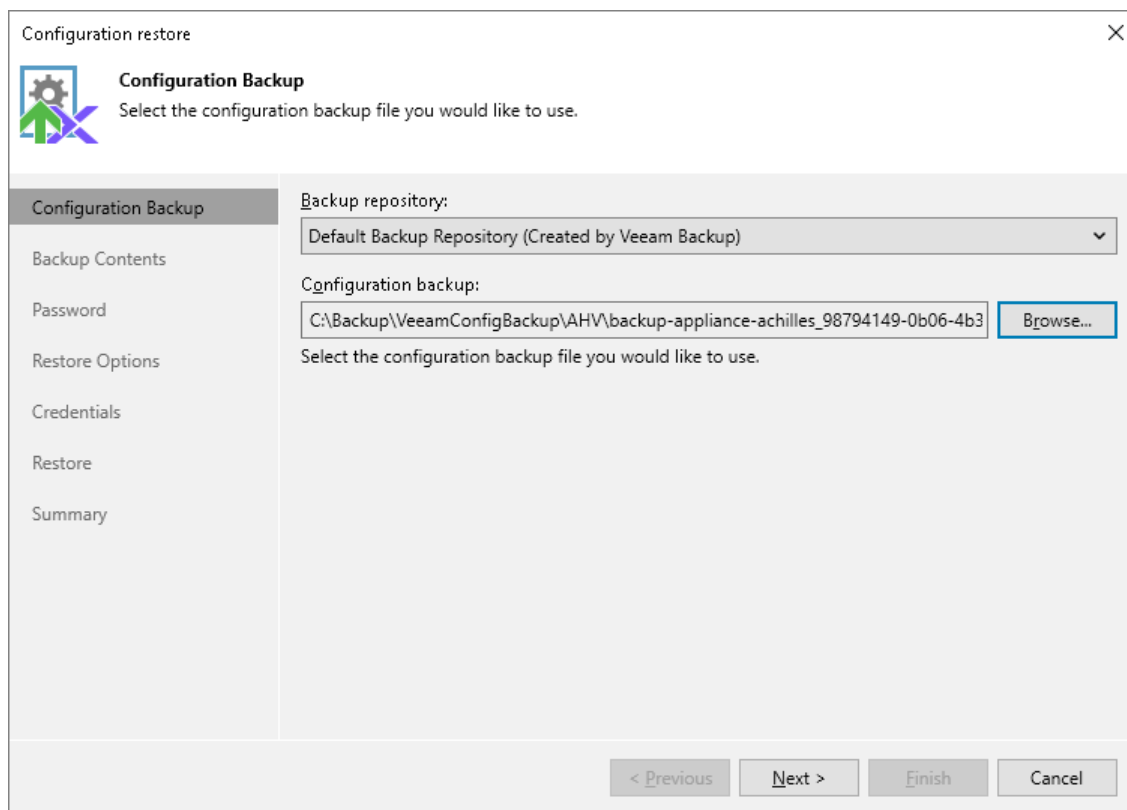 Configuration restore
Configuration Backup
Select the configuration backup file you would like to use.
Configuration Backup
Backup Contents
Password
Restore Options
Credentials
Restore
Summary
Backup repository:
Default Backup Repository (Created by Veeam Backup)
Configuration backup:
C:\Backup\VeeamConfigBackup\AHV\backup-appliance-achilles_98794149-0b06-4b3
Browse...
Select the configuration backup file you would like to use.
< Previous
Next >
Finish
Cancel